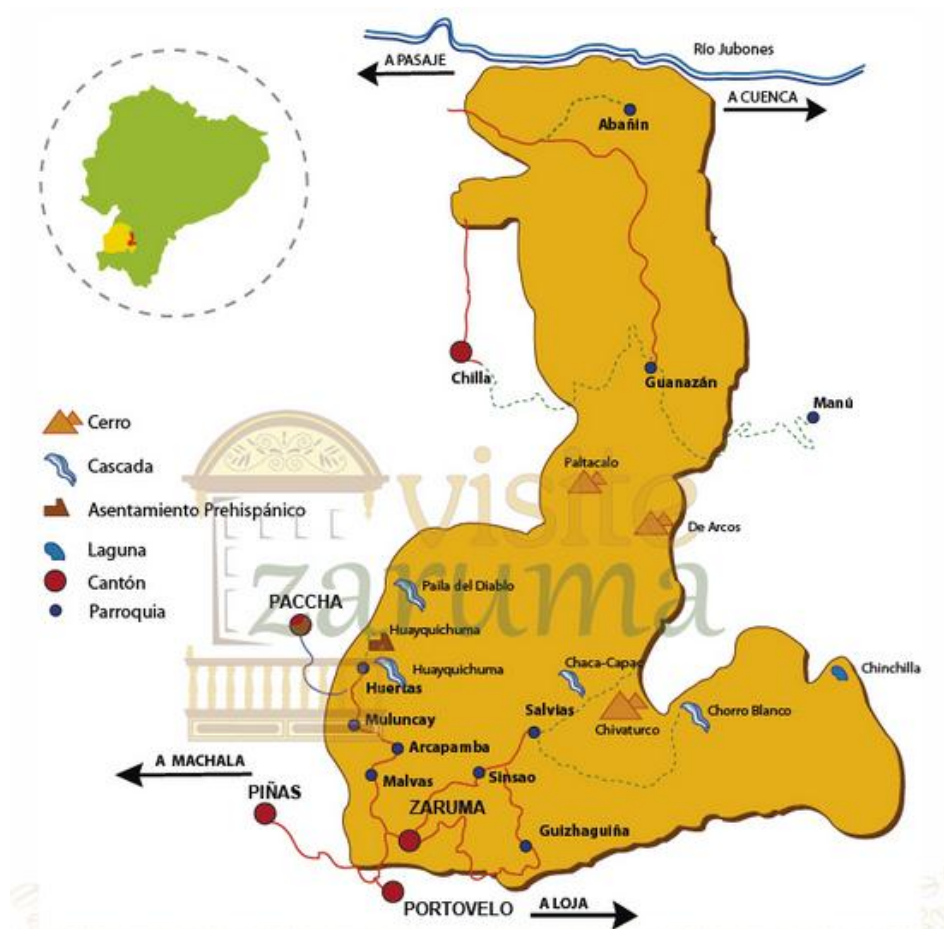 Río Jubones
A PASAJE
A CUENCA
Abañin
Chilla
Guanazán
Manú
Cerro
Cascada
Asentamiento Prehispánico
Laguna
Cantón
Parroquia
visite
zaruma
Paltacalo
De Arcos
Paila del Diablo
PACCHA
Huayquichuma
Huayquichuma
Huertas
Chaca-Capac
Chinchilla
Muluncay
Salvias
Chivaturco
Chorro Blanco
Arcapamba
A MACHALA
Malvas
Sinsao
PIÑAS
ZARUMA
Guizhaguiña
PORTOVELO
A LOJA